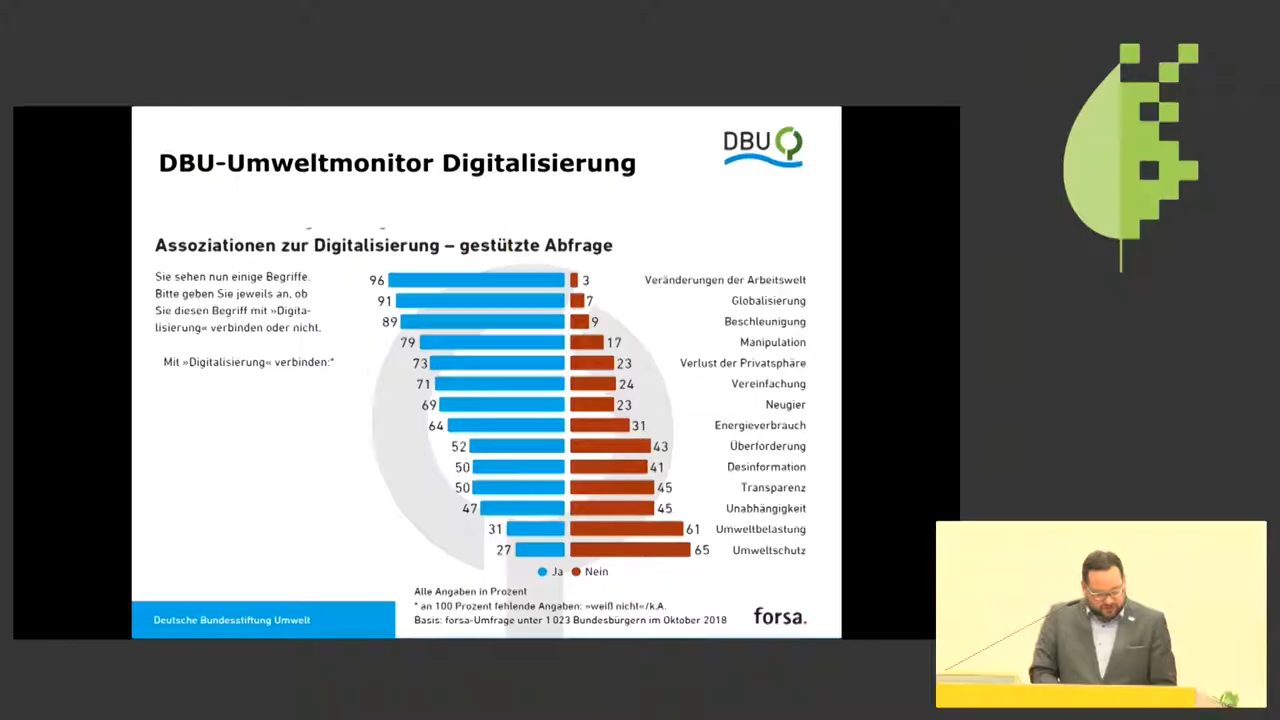 DBU
DBU-Umweltmonitor Digitalisierung
Assoziationen zur Digitalisierung – gestützte Abfrage
Sie sehen nun einige Begriffe.
Bitte geben Sie jeweils an, ob
Sie diesen Begriff mit »Digita-
lisierung« verbinden oder nicht.
Mit »Digitalisierung« verbinden:*
96 3 Veränderungen der Arbeitswelt
91 7 Globalisierung
89 9 Beschleunigung
79 17 Manipulation
73 23 Verlust der Privatsphäre
71 24 Vereinfachung
69 23 Neugier
64 31 Energieverbrauch
52 43 Überforderung
50 41 Desinformation
50 45 Transparenz
47 45 Unabhängigkeit
31 61 Umweltbelastung
27 65 Umweltschutz
Ja Nein
Alle Angaben in Prozent
* an 100 Prozent fehlende Angaben: »weiß nicht«/k.A.
Basis: forsa-Umfrage unter 1 023 Bundesbürgern im Oktober 2018
forsa.
Deutsche Bundesstiftung Umwelt